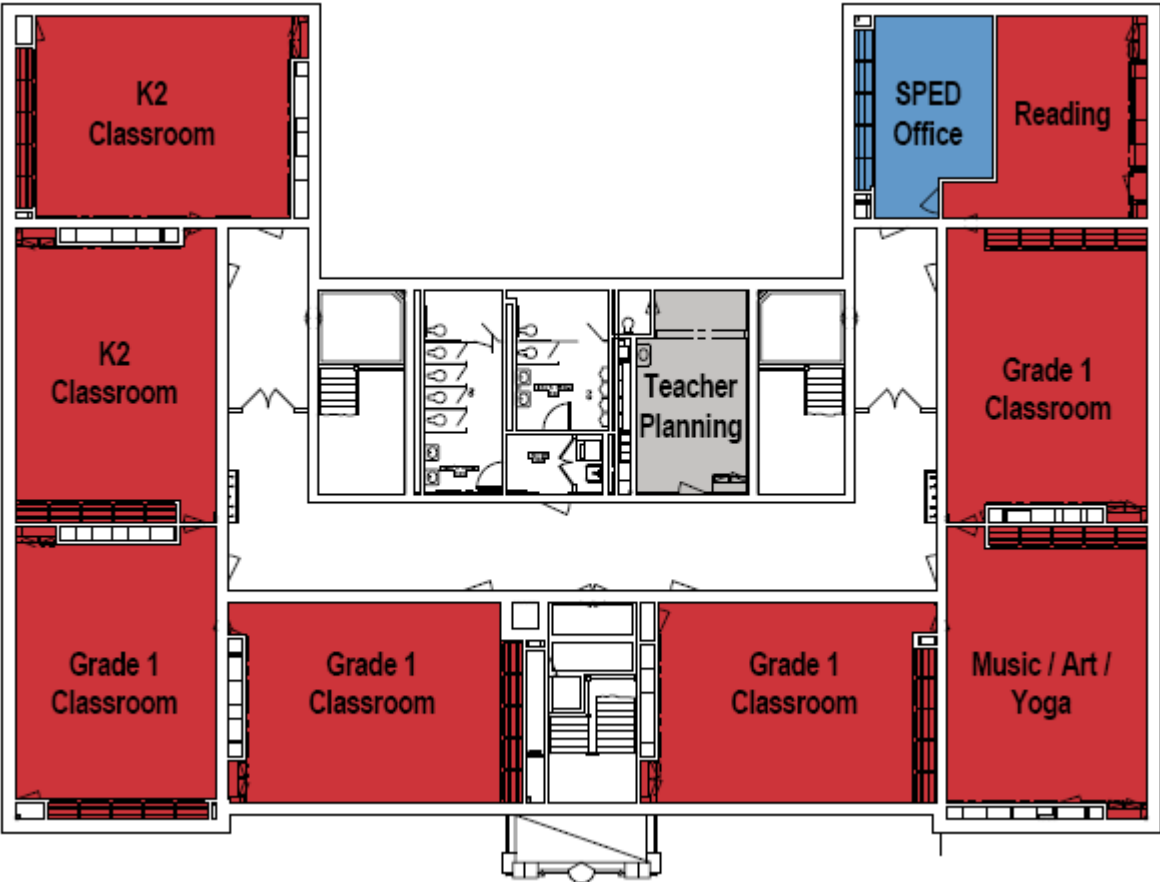 K2
Classroom
SPED
Office
Reading
K2
Classroom
Teacher
Planning
Grade 1
Classroom
Grade 1
Classroom
Grade 1
Classroom
Grade 1
Classroom
Music / Art /
Yoga